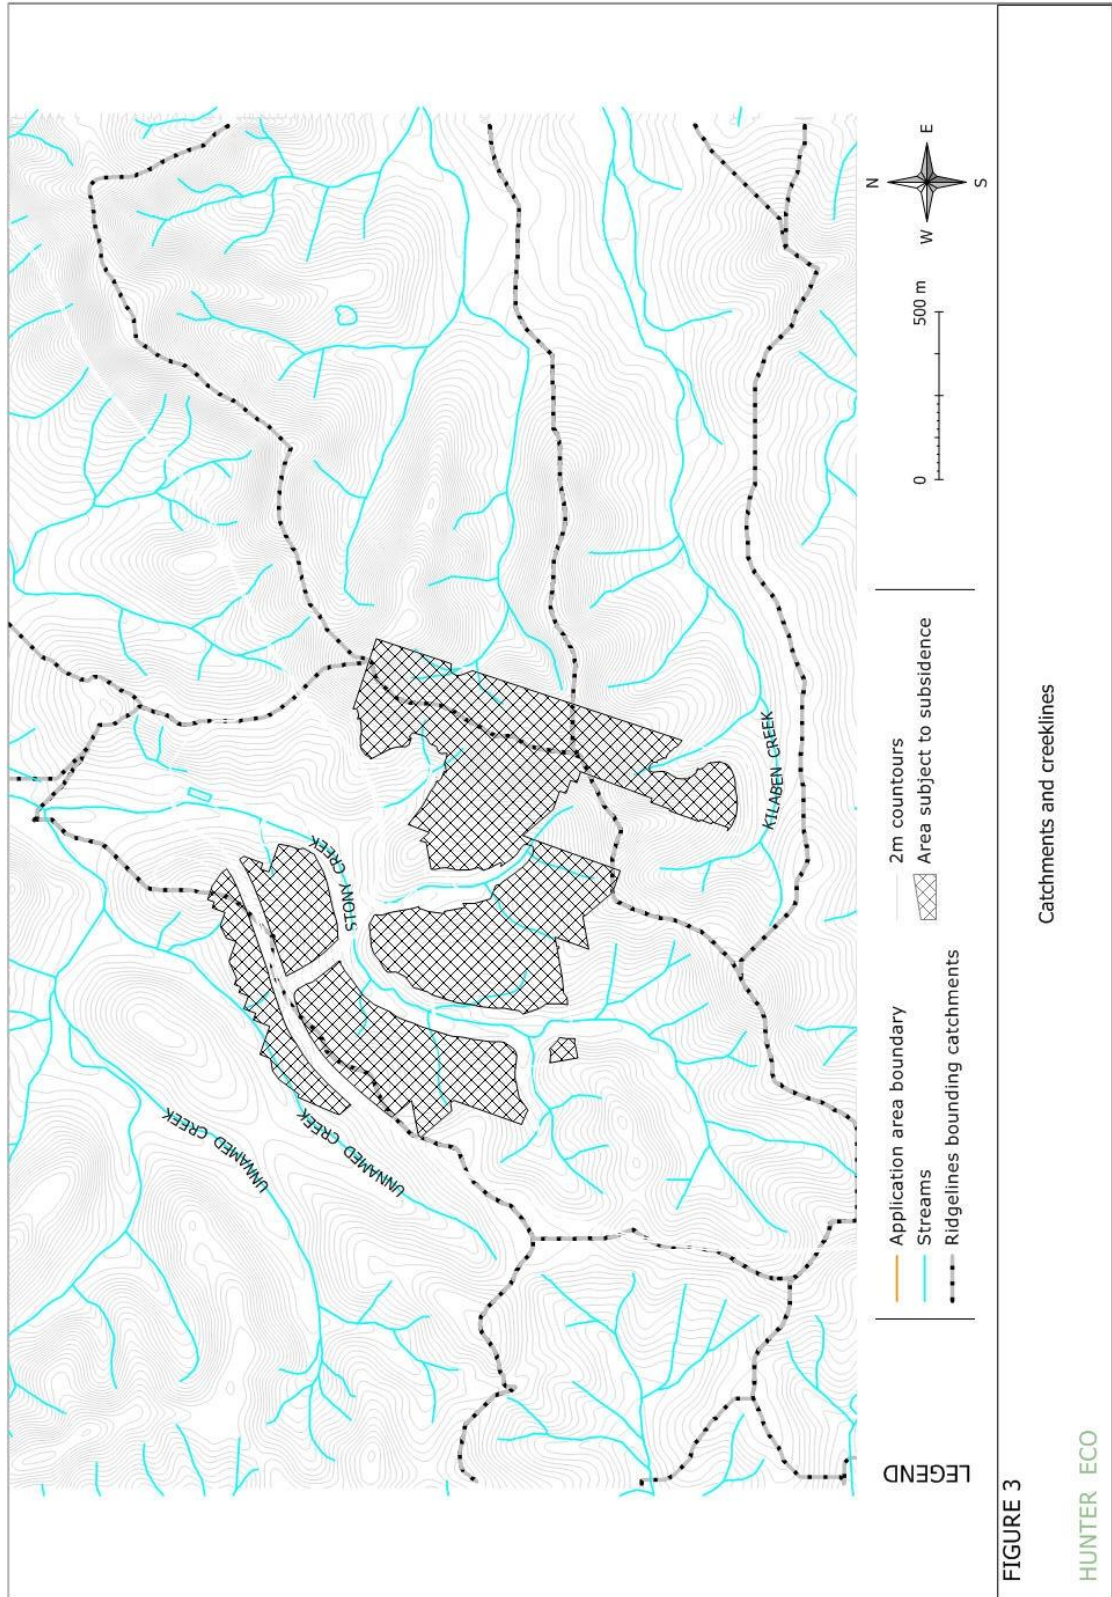 UNNAMED CREEK
UNNAMED CREEK
STONY CREEK
KILABEN CREEK
LEGEND
Application area boundary
Streams
Ridgelines bounding catchments
2m countours
Area subject to subsidence
0 500 m
N
W E
S
FIGURE 3
Catchments and creeklines
HUNTER ECO